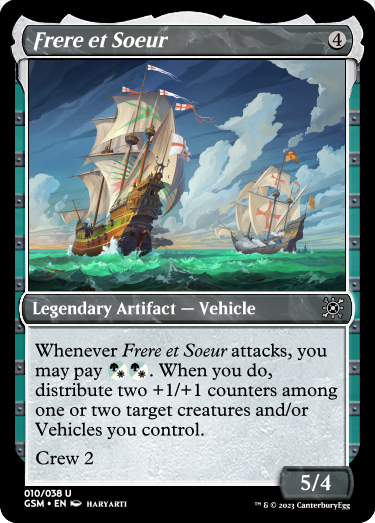 Frere et Soeur 4
Legendary Artifact — Vehicle
Whenever Frere et Soeur attacks, you
may pay . When you do,
distribute two +1/+1 counters among
one or two target creatures and/or
Vehicles you control.
Crew 2
5/4
010/038 U
GSM • EN HARYARTI
™ & © 2023 CanterburyEgg